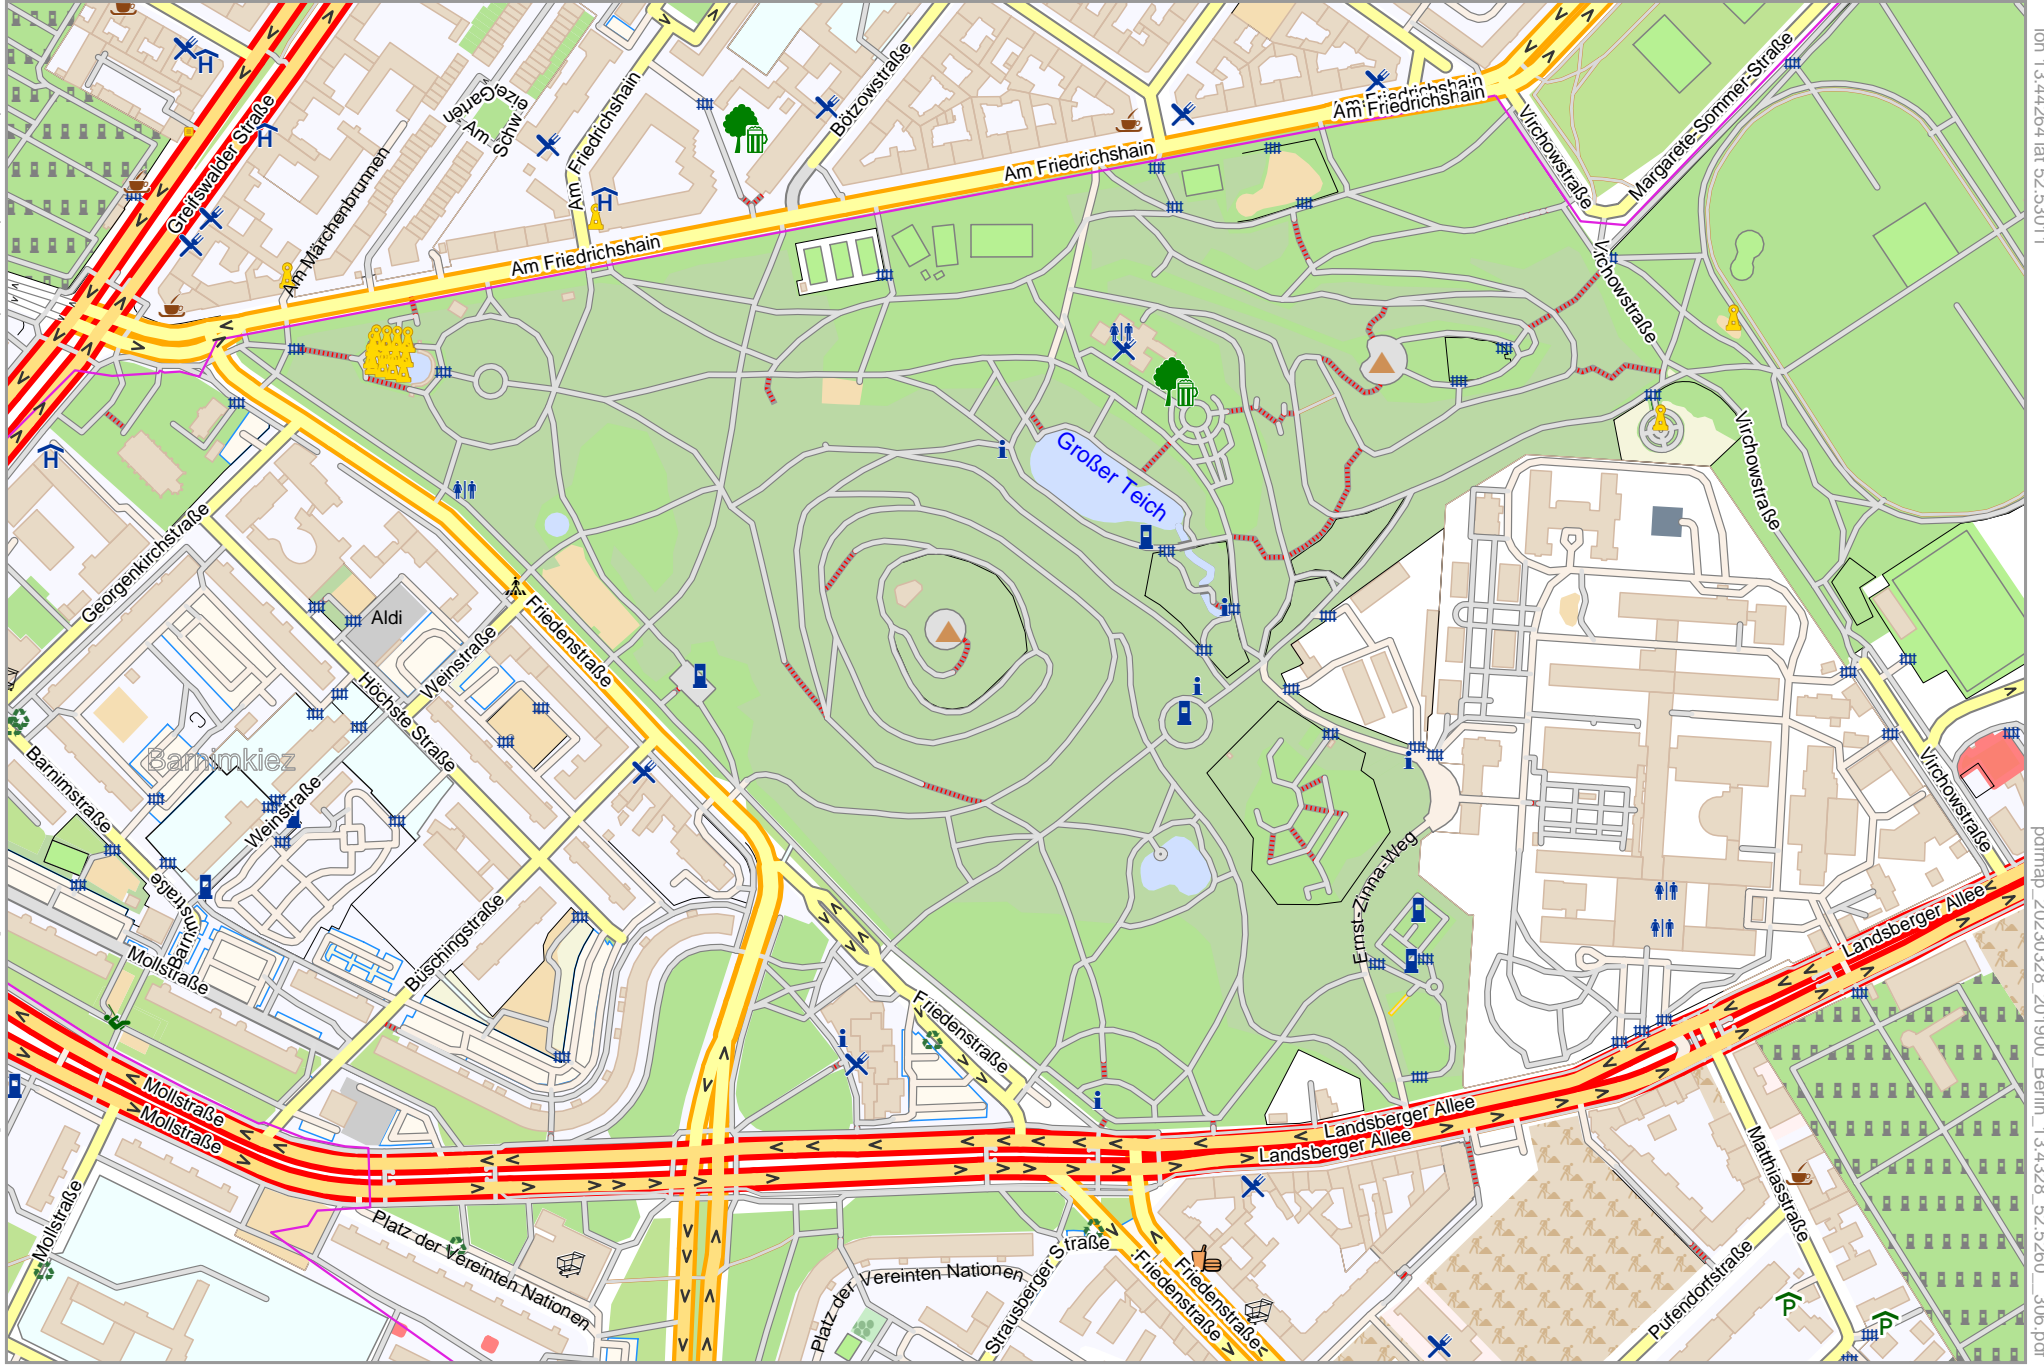 Greifswalder Straße
Am Märchenbrunnen
Am
Schweizer
Garten
Am Friedrichshain
Bötzowstraße
Am Friedrichshain
Am Friedrichshain
Am Friedrichshain
Am Friedrichshain
Virchowstraße
Margarete-Sommer-Straße
Virchowstraße
Virchowstraße
Großer Teich
Georgenkirchstraße
Aldi
Weinstraße
Friedenstraße
Höchste Straße
Barnimkiez
Barnimstraße
Weinstraße
Barnimstraße
Mollstraße
Büschingstraße
Friedenstraße
Ernst-Zinna-Weg
Virchowstraße
Landsberger Allee
Mollstraße
Mollstraße
Mollstraße
Landsberger Allee
Landsberger Allee
Platz der Vereinten Nationen
Platz der
Vereinten Nationen
Strausberger Straße
Friedenstraße
Friedenstraße
Matthiasstraße
Pufendorfstraße
H
H
H
H
H
P
P